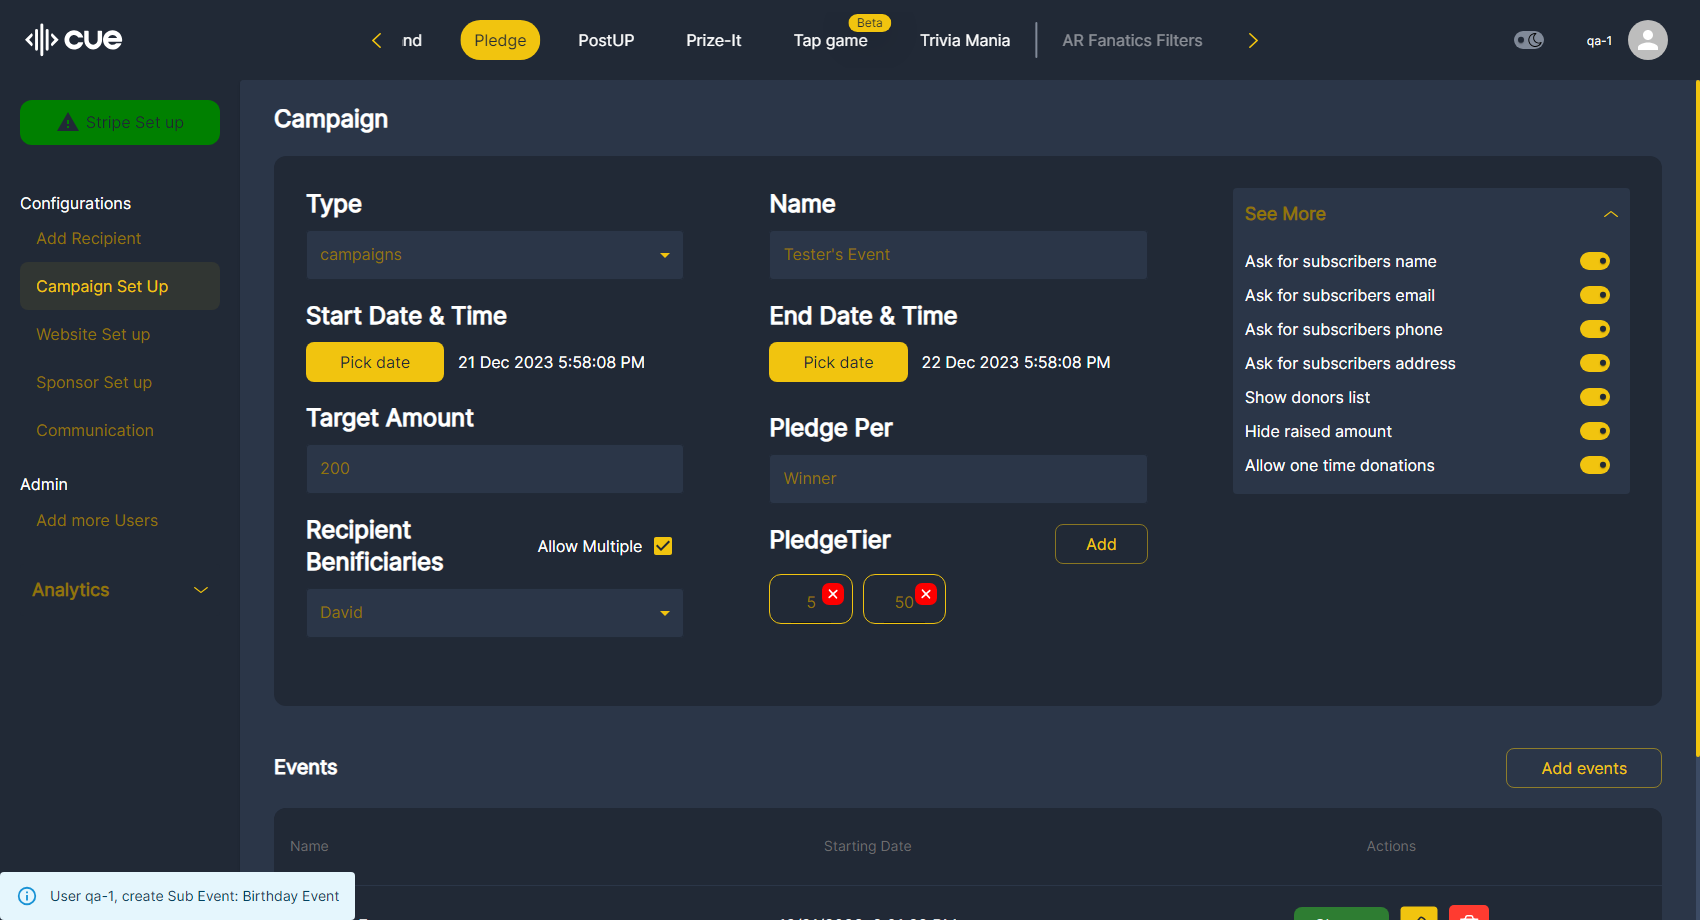 cue
Pledge
PostUP
Prize-It
Beta
Tap game
Trivia Mania
AR Fanatics Filters
qa-1
Stripe Set up
Configurations
Add Recipient
Campaign Set Up
Website Set up
Sponsor Set up
Communication
Admin
Add more Users
Analytics
Campaign
Type
campaigns
Name
Tester's Event
Start Date & Time
Pick date 21 Dec 2023 5:58:08 PM
End Date & Time
Pick date 22 Dec 2023 5:58:08 PM
Target Amount
200
Pledge Per
Winner
Recipient
Benificiaries
Allow Multiple
David
PledgeTier
Add
5
50
See More
Ask for subscribers name
Ask for subscribers email
Ask for subscribers phone
Ask for subscribers address
Show donors list
Hide raised amount
Allow one time donations
Events
Add events
Name Starting Date Actions
User qa-1, create Sub Event: Birthday Event